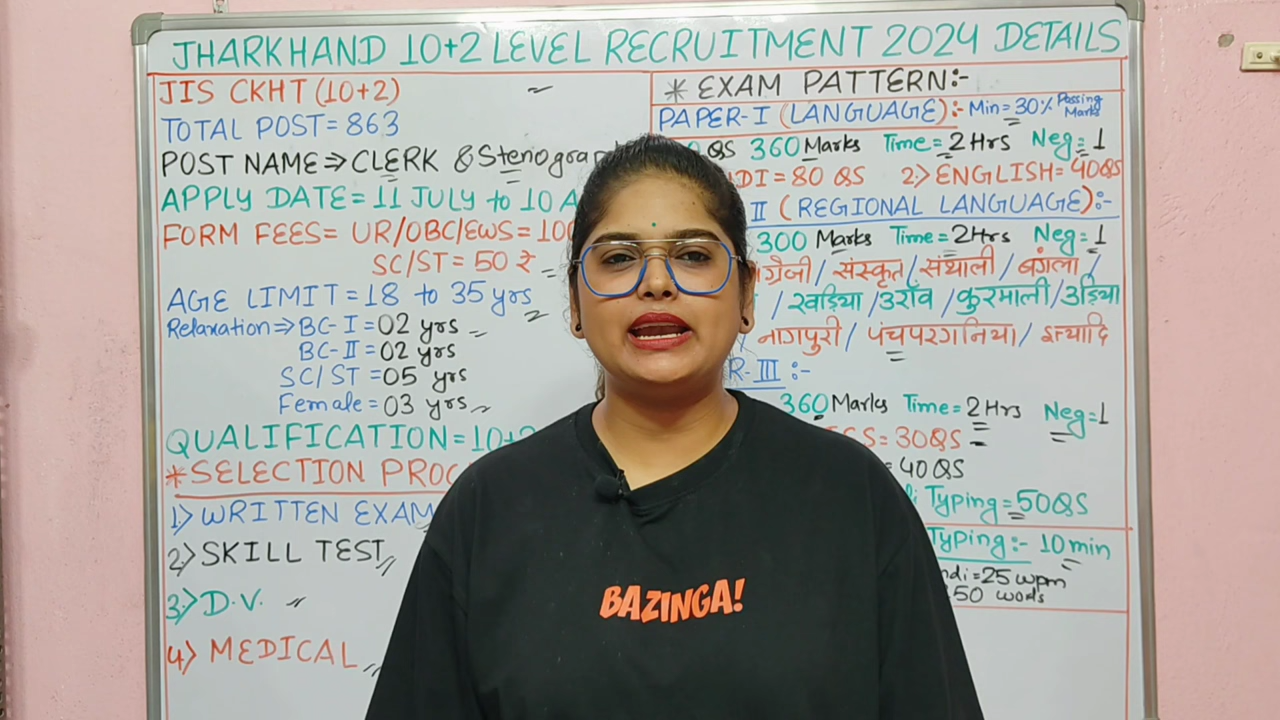 JHARKHAND 10+2 LEVEL RECRUITMENT 2024 DETAILS
JIS CKHT (10+2)
TOTAL POST = 863
POST NAME ⇒ CLERK & Stenograp
APPLY DATE = 11 JULY to 10 A
FORM FEES = UR/OBC/EWS = 100
SC/ST = 50 ₹
AGE LIMIT = 18 to 35 yrs
Relaxation ⇒ BC-I = 02 yrs
BC-II = 02 yrs
SC/ST = 05 yrs
Female = 03 yrs
QUALIFICATION = 10+2
*SELECTION PROC
1) WRITTEN EXAM
2) SKILL TEST
3) D.V.
4) MEDICAL
* EXAM PATTERN:-
PAPER-I (LANGUAGE):- Min = 30% Passing Marks
QS 360 Marks Time = 2 Hrs Neg = 1
DI = 80 QS 2) ENGLISH = 40QS
II (REGIONAL LANGUAGE):-
300 Marks Time = 2 Hrs Neg = 1
ग्रेजी / संस्कृत / संथाली / बंगला /
/ खड़िया / उराँव / कुरमाली / उड़िया
/ नागपुरी / पंचपरगनिया / इत्यादि
R-III :-
360 Marks Time = 2 Hrs Neg = 1
CS = 30QS
= 40 QS
Typing = 50QS
Typing:- 10 min
ndi = 25 wpm
250 words
BAZINGA!